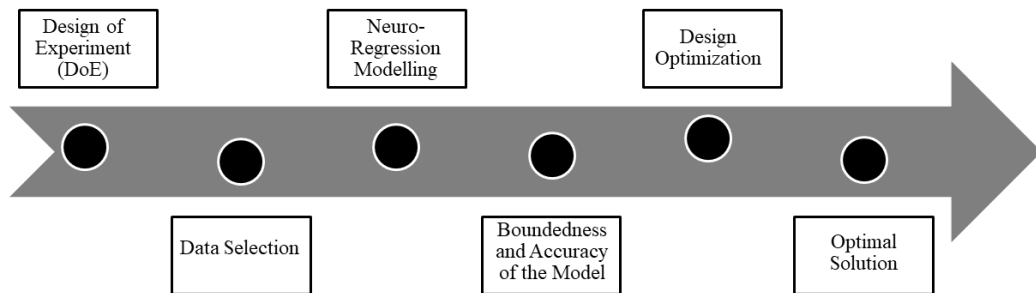 Design of
Experiment
(DoE)
Data Selection
Neuro-
Regression
Modelling
Boundedness
and Accuracy
of the Model
Design
Optimization
Optimal
Solution